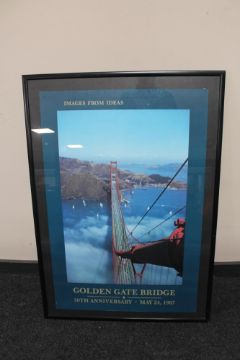 IMAGES FROM IDEAS
GOLDEN GATE BRIDGE
50TH ANNIVERSARY · MAY 24, 1987